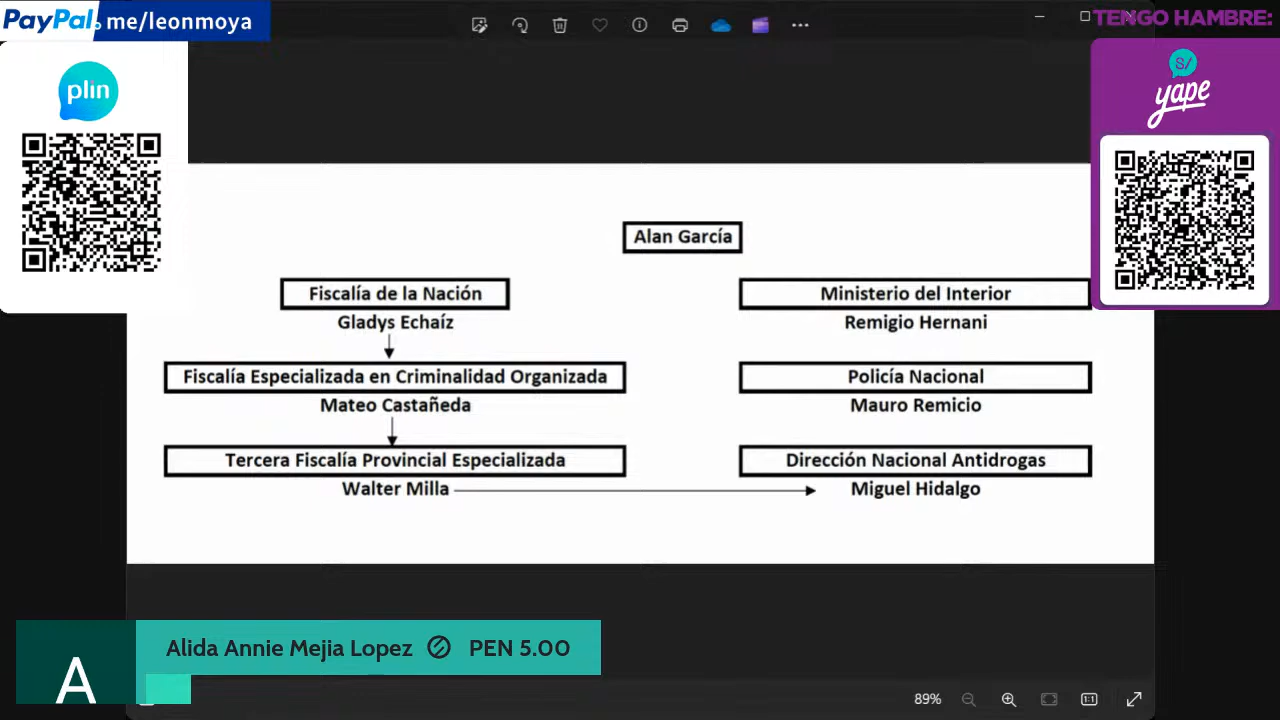 PayPal.me/leonmoya
TENGO HAMBRE:
plin
S/
yape
Alan García
Fiscalía de la Nación
Ministerio del Interior
Gladys Echaíz
Remigio Hernani
Fiscalía Especializada en Criminalidad Organizada
Policía Nacional
Mateo Castañeda
Mauro Remicio
Tercera Fiscalía Provincial Especializada
Dirección Nacional Antidrogas
Walter Milla
Miguel Hidalgo
A
Alida Annie Mejia Lopez PEN 5.00
89%
1:1